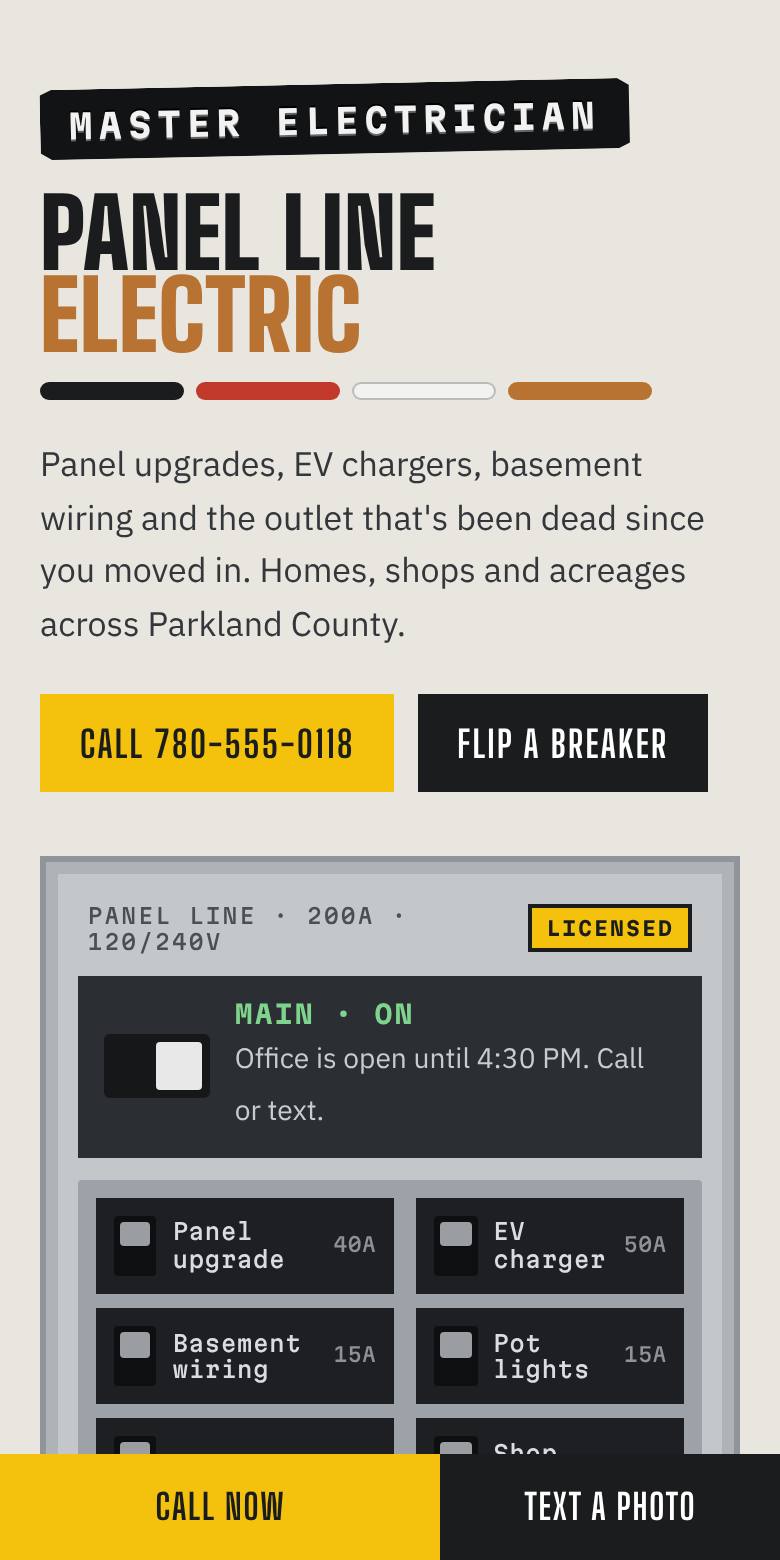 MASTER ELECTRICIAN
PANEL LINE
ELECTRIC
Panel upgrades, EV chargers, basement
wiring and the outlet that's been dead since
you moved in. Homes, shops and acreages
across Parkland County.
CALL 780-555-0118
FLIP A BREAKER
PANEL LINE · 200A ·
120/240V
LICENSED
MAIN · ON
Office is open until 4:30 PM. Call
or text.
Panel
upgrade
40A
EV
charger
50A
Basement
wiring
15A
Pot
lights
15A
Shop
CALL NOW
TEXT A PHOTO